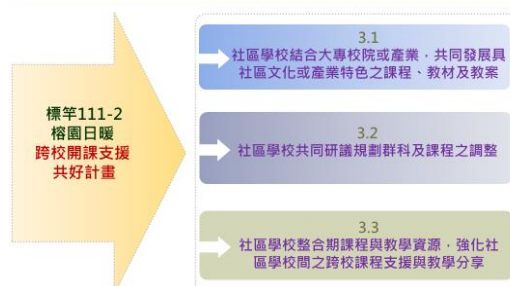 標竿111-2
榕園日暖
跨校開課支援
共好計畫
3.1
社區學校結合大專校院或產業，共同發展具
社區文化或產業特色之課程、教材及教案
3.2
社區學校共同研議規劃群科及課程之調整
3.3
社區學校整合期課程與教學資源，強化社
區學校間之跨校課程支援與教學分享